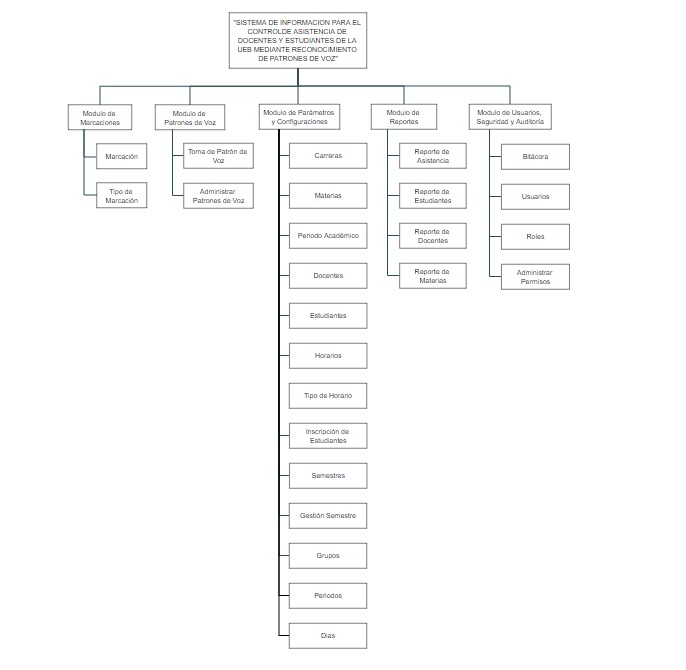 "SISTEMA DE INFORMACION PARA EL
CONTROLDE ASISTENCIA DE
DOCENTES Y ESTUDIANTES DE LA
UEB MEDIANTE RECONOCIMIENTO
DE PATRONES DE VOZ"
Modulo de
Marcaciones
Marcación
Tipo de
Marcación
Modulo de
Patrones de Voz
Toma de Patrón de
Voz
Administrar
Patrones de Voz
Modulo de Parámetros
y Configuraciones
Carreras
Materias
Periodo Académico
Docentes
Estudiantes
Horarios
Tipo de Horario
Inscripción de
Estudiantes
Semestres
Gestión Semestre
Grupos
Periodos
Dias
Modulo de
Reportes
Reporte de
Asistencia
Reporte de
Estudiantes
Reporte de
Docentes
Reporte de
Materias
Modulo de Usuarios,
Seguridad y Auditoría
Bitácora
Usuarios
Roles
Administrar
Permisos